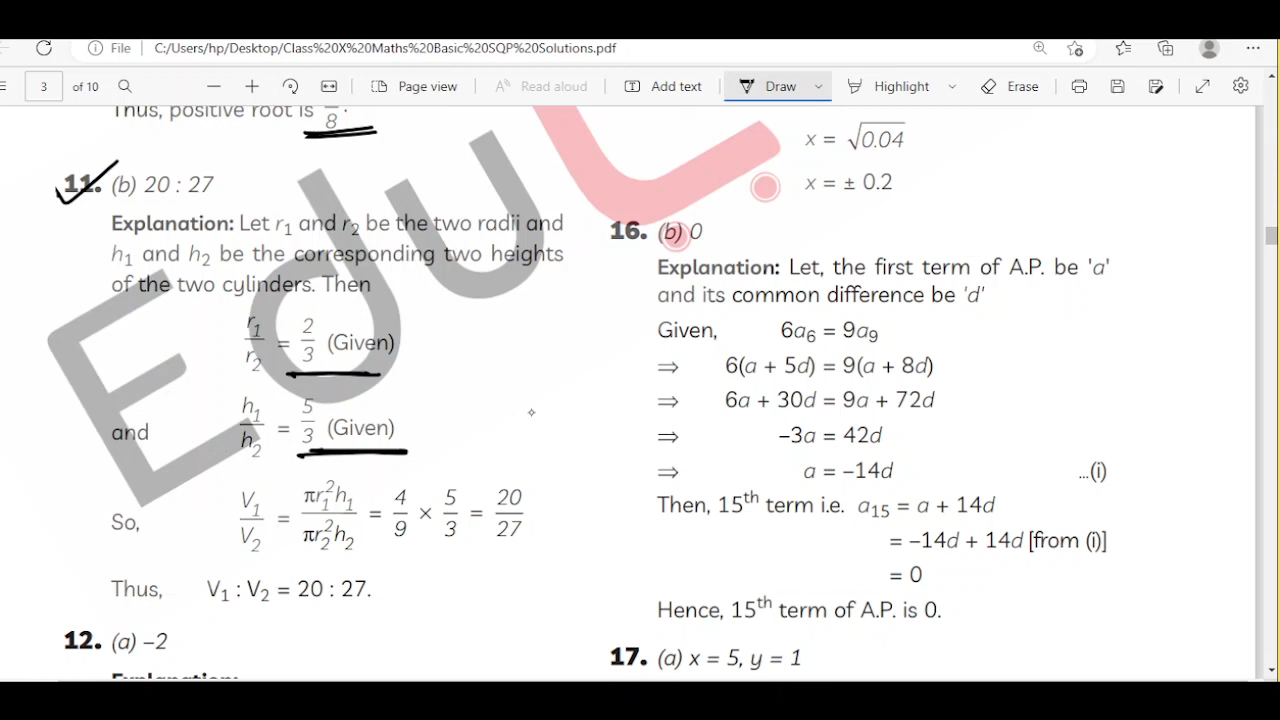 File C:/Users/hp/Desktop/Class%20X%20Maths%20Basic%20SQP%20Solutions.pdf
3 of 10 Page view Read aloud Add text Draw Highlight Erase
Thus, positive root is –/8.
11. (b) 20 : 27
Explanation: Let r₁ and r₂ be the two radii and
h₁ and h₂ be the corresponding two heights
of the two cylinders. Then
r₁/r₂ = 2/3 (Given)
and h₁/h₂ = 5/3 (Given)
So, V₁/V₂ = πr₁²h₁/πr₂²h₂ = 4/9 × 5/3 = 20/27
Thus, V₁ : V₂ = 20 : 27.
12. (a) –2
Explanation:
x = √0.04
x = ± 0.2
16. (b) 0
Explanation: Let, the first term of A.P. be 'a'
and its common difference be 'd'
Given, 6a₆ = 9a₉
⇒ 6(a + 5d) = 9(a + 8d)
⇒ 6a + 30d = 9a + 72d
⇒ –3a = 42d
⇒ a = –14d ...(i)
Then, 15th term i.e. a₁₅ = a + 14d
= –14d + 14d [from (i)]
= 0
Hence, 15th term of A.P. is 0.
17. (a) x = 5, y = 1
EduC